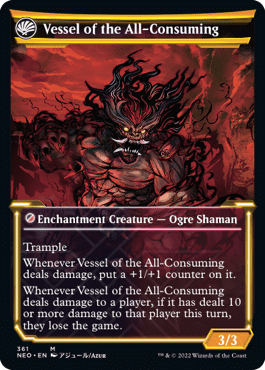 Vessel of the All-Consuming
Enchantment Creature — Ogre Shaman
Trample
Whenever Vessel of the All-Consuming
deals damage, put a +1/+1 counter on it.
Whenever Vessel of the All-Consuming
deals damage to a player, if it has dealt 10
or more damage to that player this turn,
they lose the game.
3/3
361 M
NEO • EN アジュール/AZUR ™ & © 2022 Wizards of the Coast